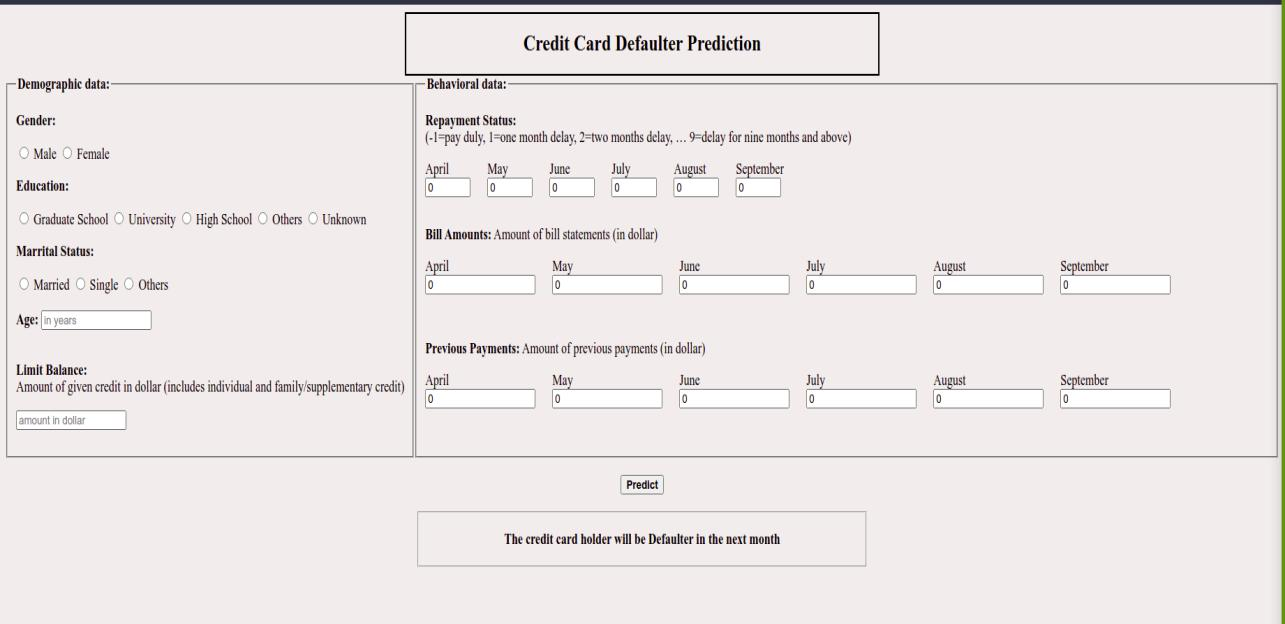 Credit Card Defaulter Prediction
Demographic data:
Gender:
Male Female
Education:
Graduate School University High School Others Unknown
Marrital Status:
Married Single Others
Age: in years
Limit Balance:
Amount of given credit in dollar (includes individual and family/supplementary credit)
amount in dollar
Behavioral data:
Repayment Status:
(-1=pay duly, 1=one month delay, 2=two months delay, … 9=delay for nine months and above)
April May June July August September
0 0 0 0 0 0
Bill Amounts: Amount of bill statements (in dollar)
April May June July August September
0 0 0 0 0 0
Previous Payments: Amount of previous payments (in dollar)
April May June July August September
0 0 0 0 0 0
Predict
The credit card holder will be Defaulter in the next month